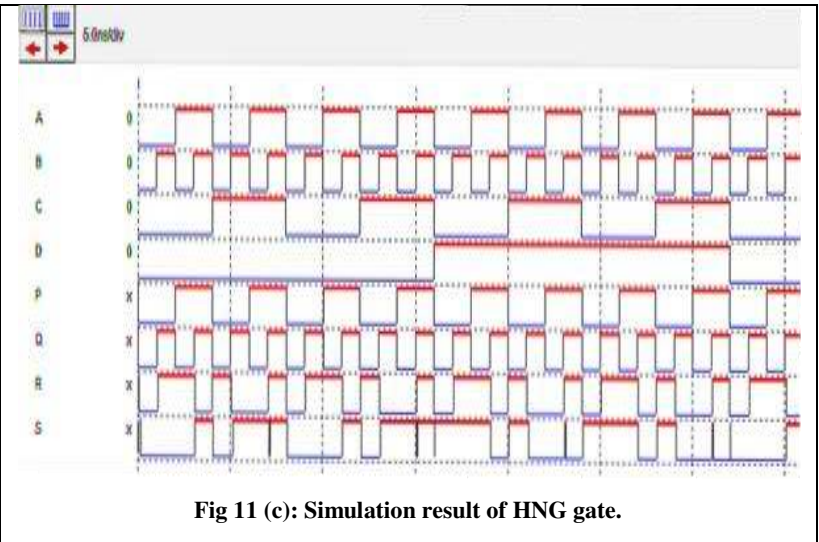 5.0ns/div
A 0
B 0
C 0
D 0
P X
Q X
R X
S X
Fig 11 (c): Simulation result of HNG gate.